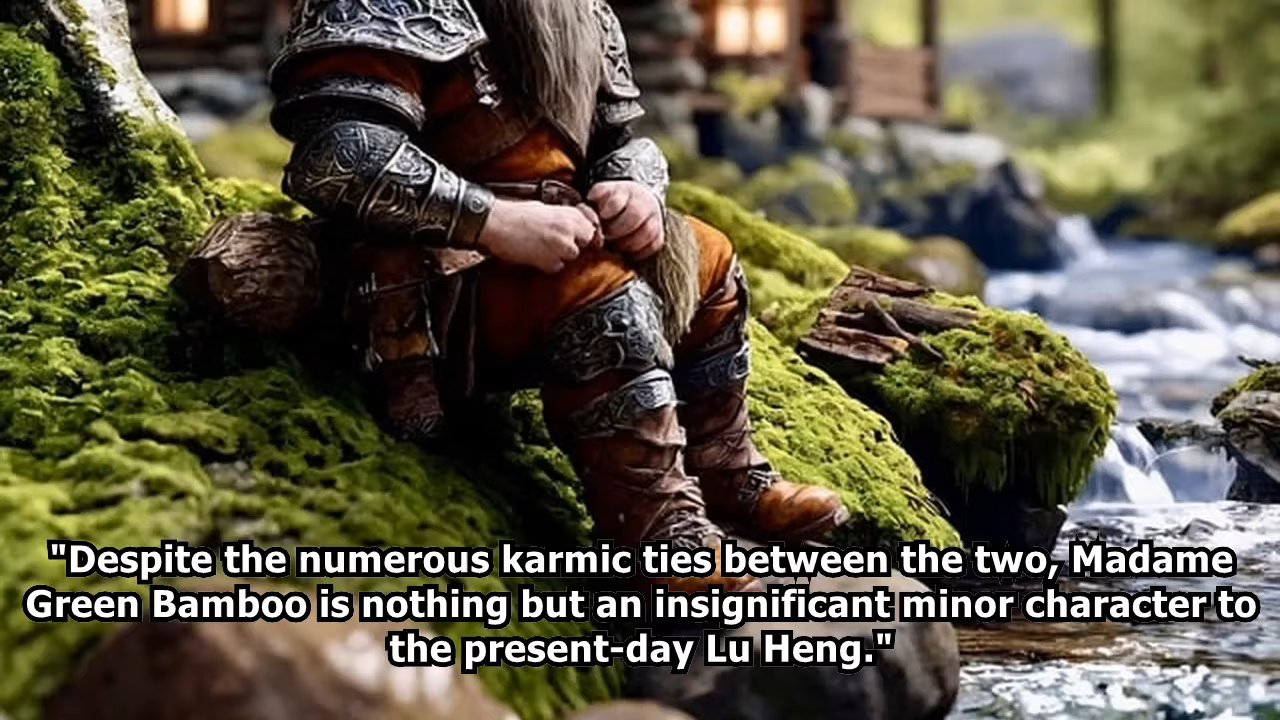 "Despite the numerous karmic ties between the two, Madame
Green Bamboo is nothing but an insignificant minor character to
the present-day Lu Heng."